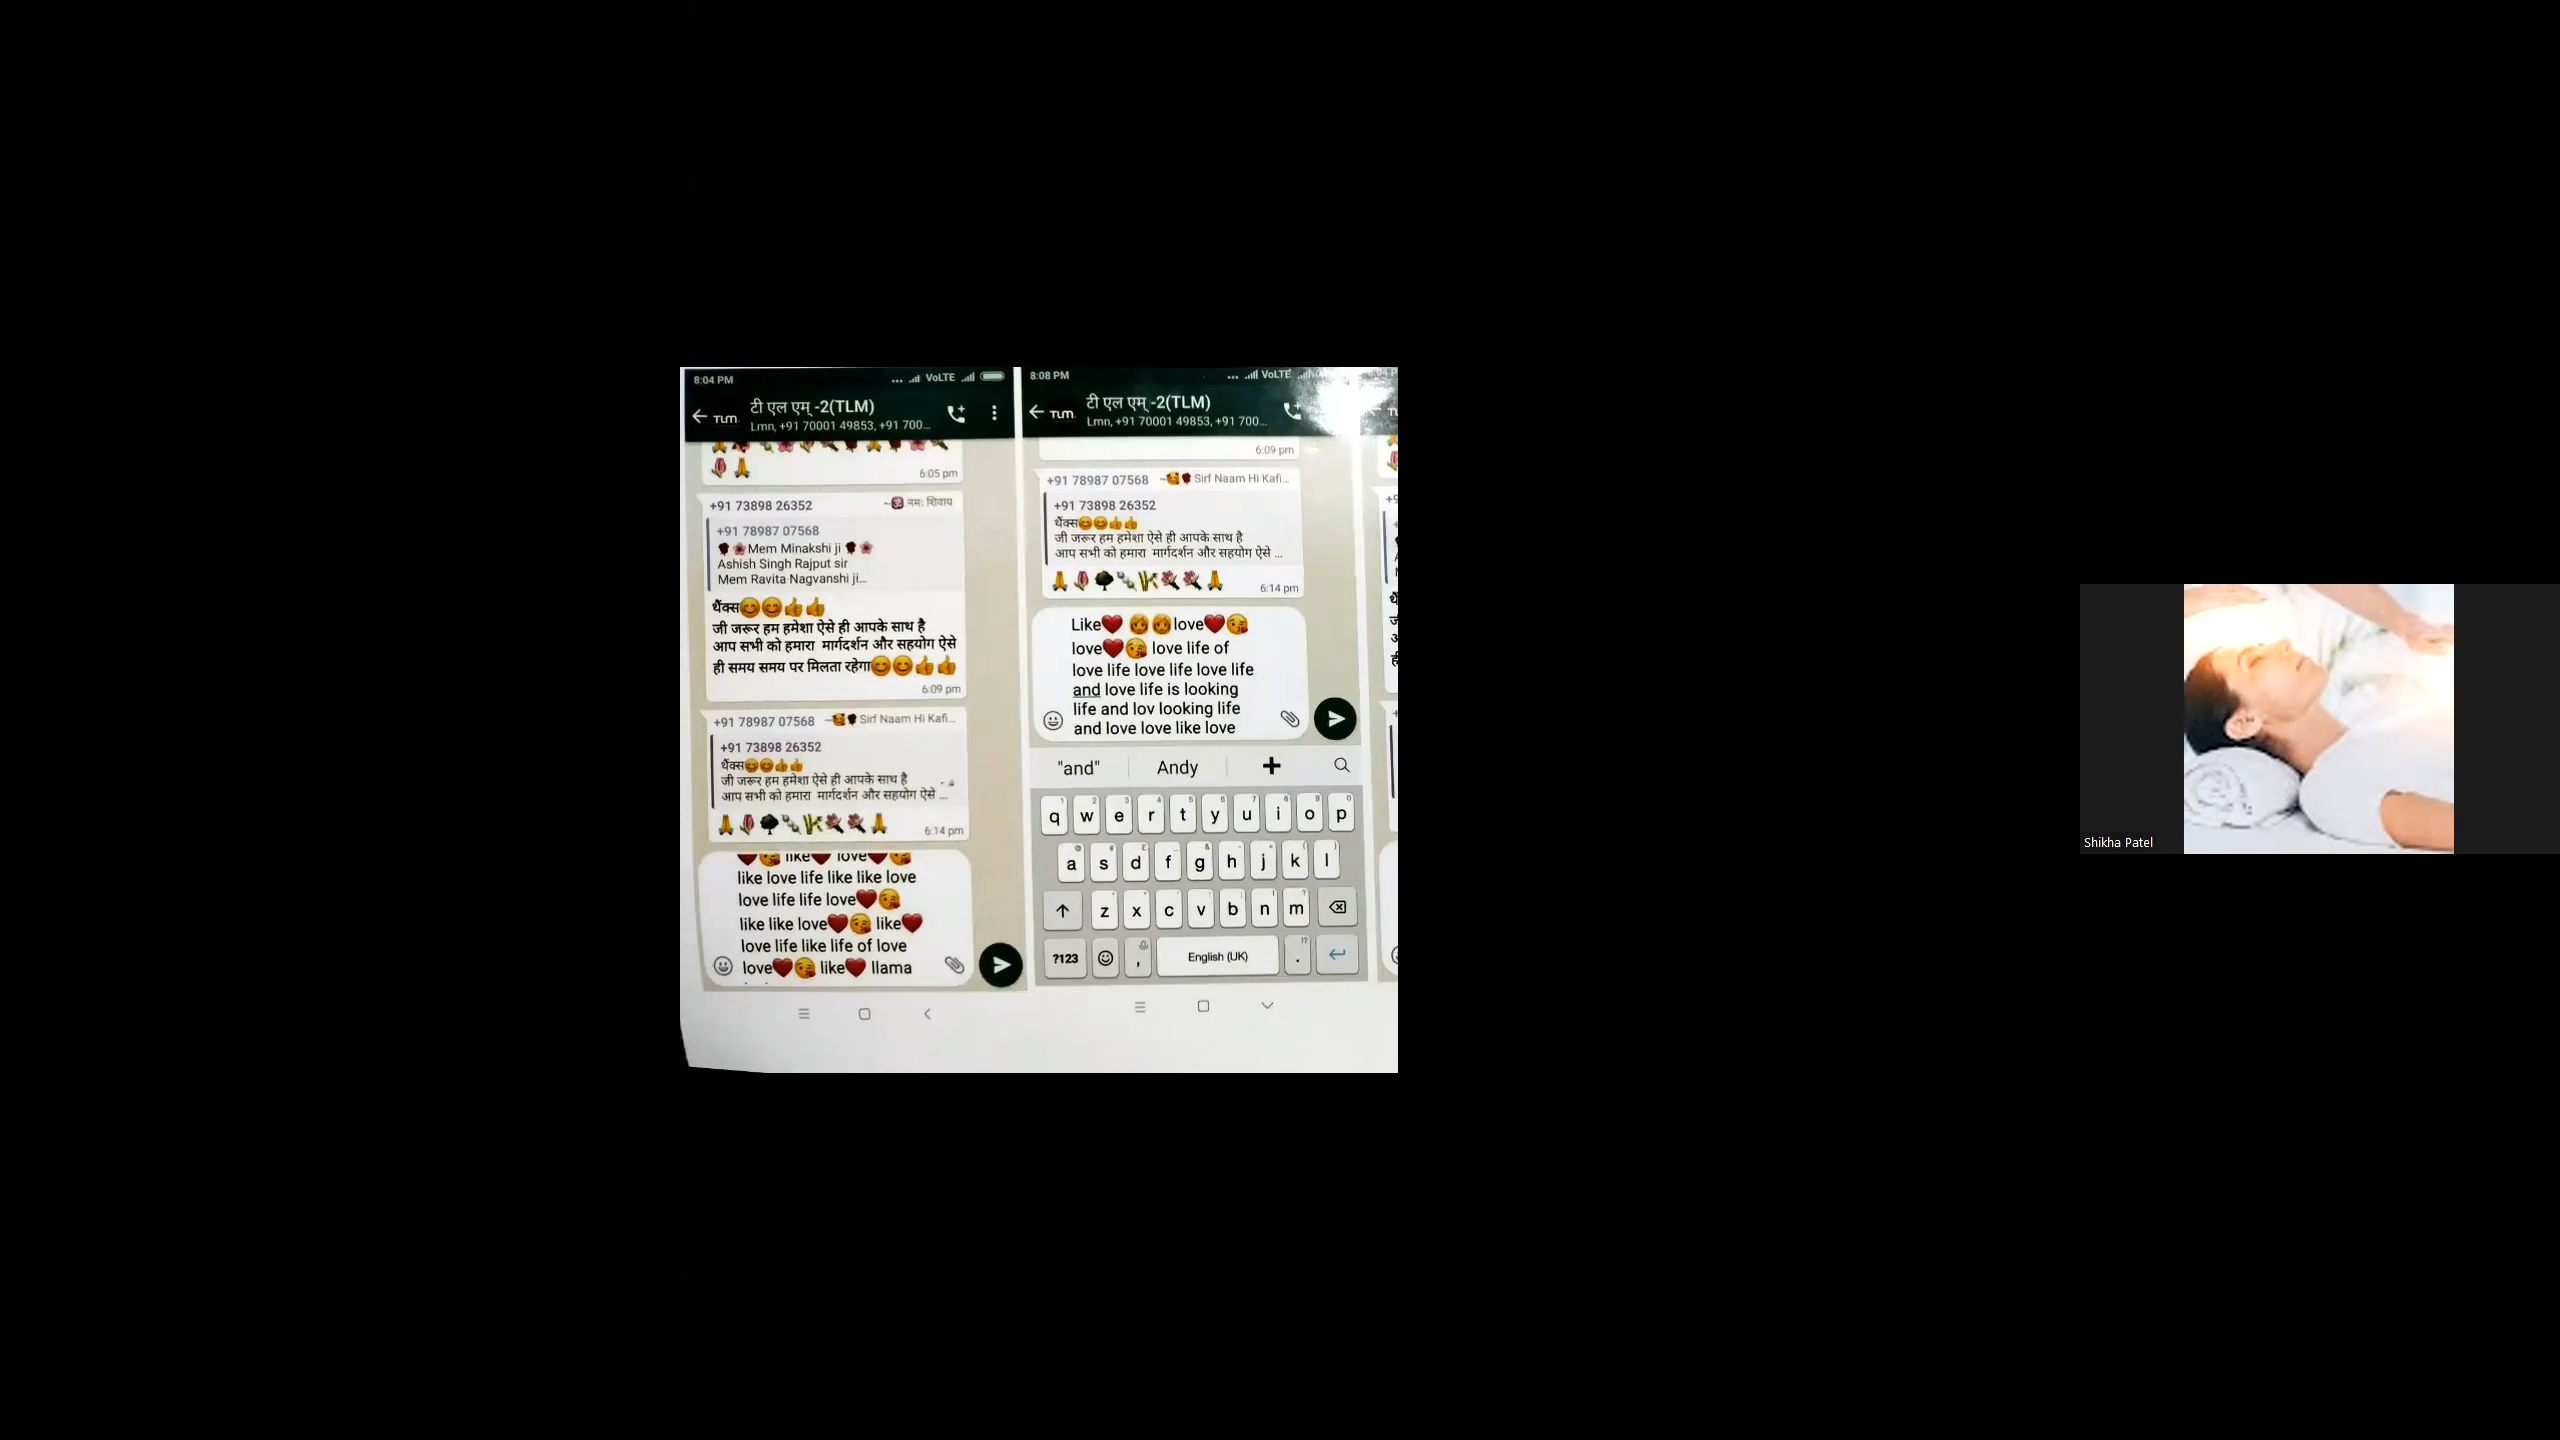 8:04 PM
VoLTE
TLM
टी एल एम् -2(TLM)
Lmn, +91 70001 49853, +91 700...
6:05 pm
+91 73898 26352 ~🕉️ नम: शिवाय
+91 78987 07568
🌹🌸Mem Minakshi ji🌹🌸
Ashish Singh Rajput sir
Mem Ravita Nagvanshi ji...
थैंक्स😊😊👍👍
जी जरूर हम हमेशा ऐसे ही आपके साथ है
आप सभी को हमारा मार्गदर्शन और सहयोग ऐसे
ही समय समय पर मिलता रहेगा😊😊👍👍
6:09 pm
+91 78987 07568 ~🥰🌹Sirf Naam Hi Kafi...
+91 73898 26352
थैंक्स😊😊👍👍
जी जरूर हम हमेशा ऐसे ही आपके साथ है
आप सभी को हमारा मार्गदर्शन और सहयोग ऐसे ...
6:14 pm
❤️😘 like❤️ love❤️😘
like love life like like love
love life life love❤️😘
like like love❤️😘 like❤️
love life like life of love
love❤️😘 like❤️ llama
8:08 PM
VoLTE
TLM
टी एल एम् -2(TLM)
Lmn, +91 70001 49853, +91 700...
6:09 pm
+91 78987 07568 ~🥰🌹Sirf Naam Hi Kafi...
+91 73898 26352
थैंक्स😊😊👍👍
जी जरूर हम हमेशा ऐसे ही आपके साथ है
आप सभी को हमारा मार्गदर्शन और सहयोग ऐसे ...
6:14 pm
Like❤️ 👩👩love❤️😘
love❤️😘 love life of
love life love life love life
and love life is looking
life and lov looking life
and love love like love
"and" Andy
q w e r t y u i o p
a s d f g h j k l
z x c v b n m
?123 , English (UK) .
Shikha Patel